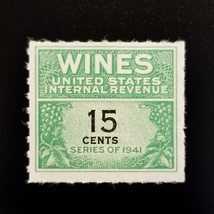 WINES
UNITED STATES
INTERNAL REVENUE
15
CENTS
SERIES OF 1941